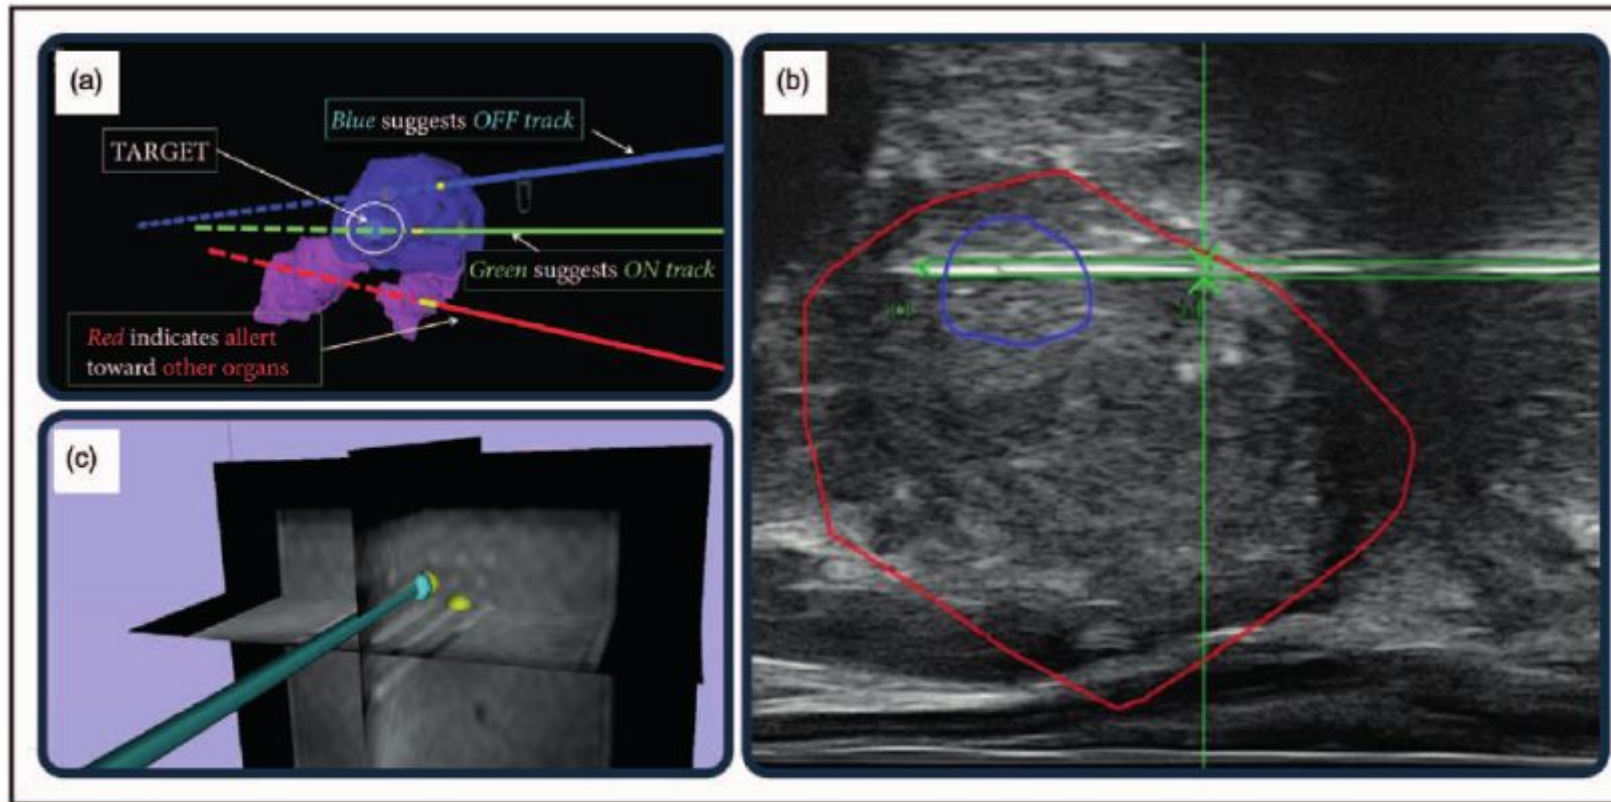 (a)
Blue suggests OFF track
TARGET
Green suggests ON track
Red indicates allert
toward other organs
(b)
(c)